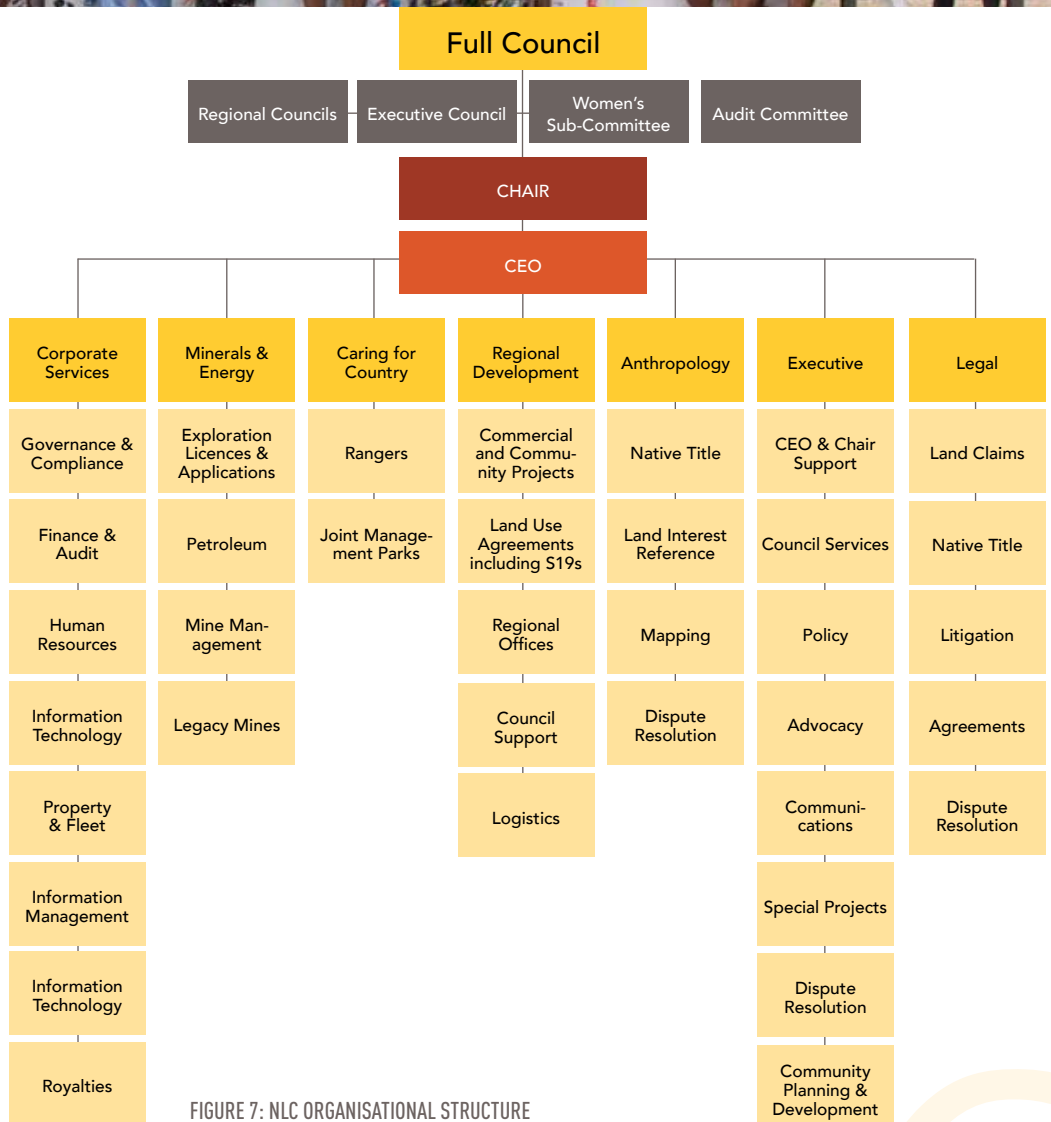 Full Council
Regional Councils
Executive Council
Women's
Sub-Committee
Audit Committee
CHAIR
CEO
Corporate
Services
Governance &
Compliance
Finance &
Audit
Human
Resources
Information
Technology
Property
& Fleet
Information
Management
Information
Technology
Royalties
Minerals &
Energy
Exploration
Licences &
Applications
Petroleum
Mine Man-
agement
Legacy Mines
Caring for
Country
Rangers
Joint Manage-
ment Parks
Regional
Development
Commercial
and Commu-
nity Projects
Land Use
Agreements
including S19s
Regional
Offices
Council
Support
Logistics
Anthropology
Native Title
Land Interest
Reference
Mapping
Dispute
Resolution
Executive
CEO & Chair
Support
Council Services
Policy
Advocacy
Communi-
cations
Special Projects
Dispute
Resolution
Community
Planning &
Development
Legal
Land Claims
Native Title
Litigation
Agreements
Dispute
Resolution
FIGURE 7: NLC ORGANISATIONAL STRUCTURE